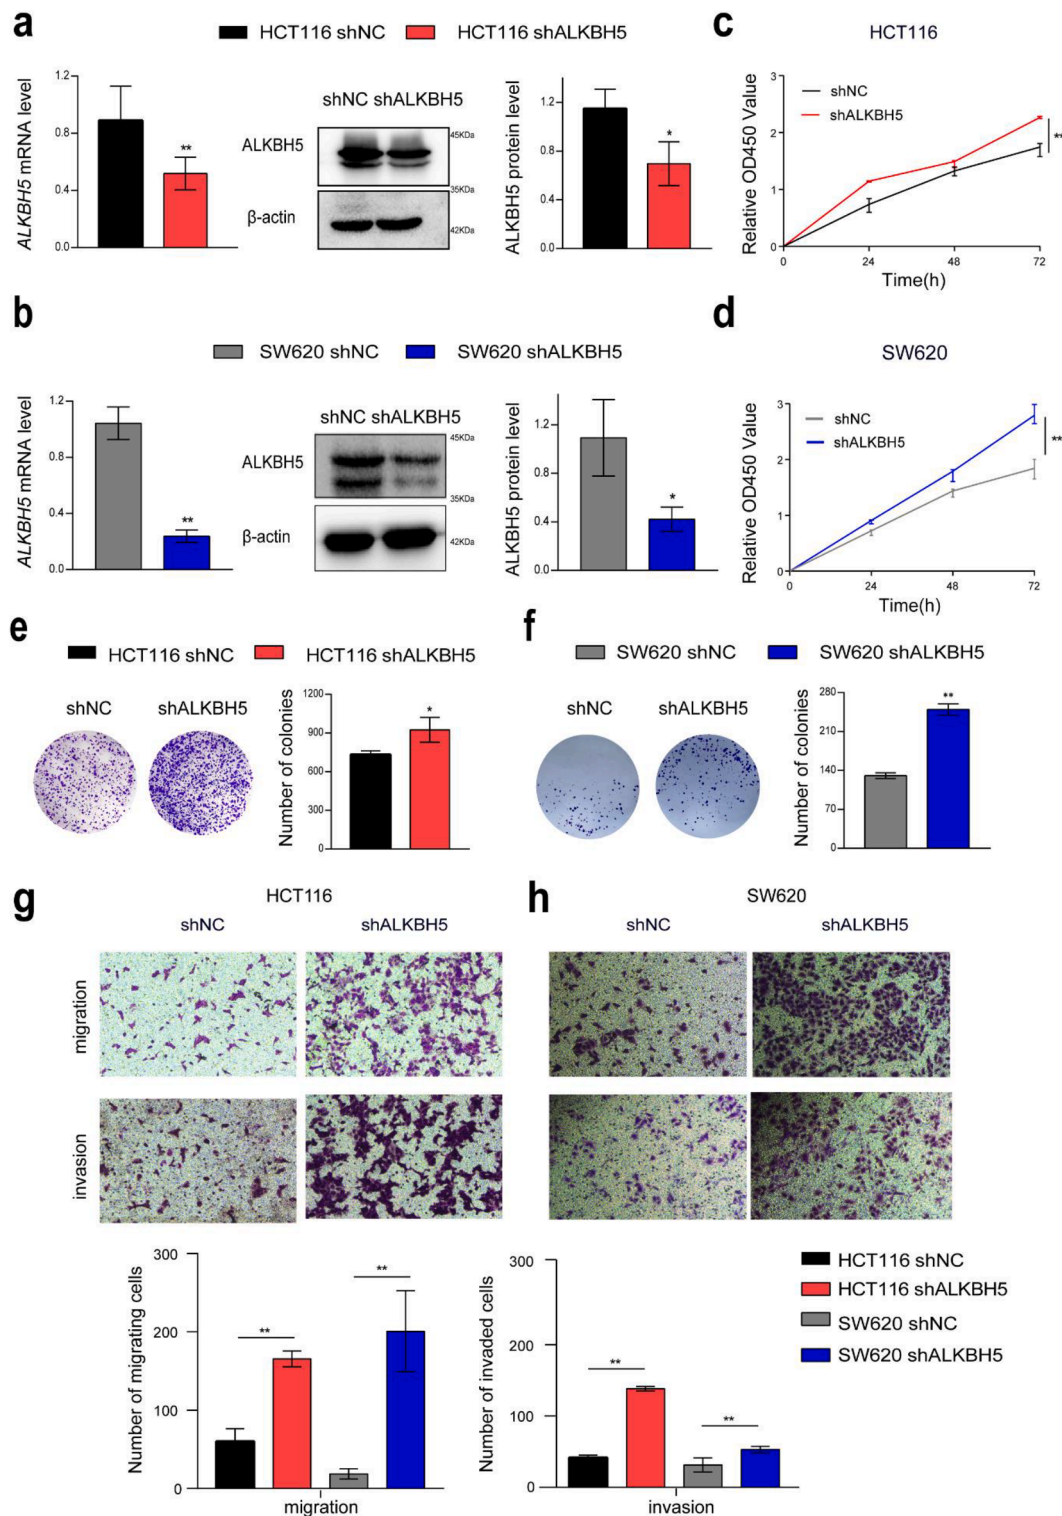 a
HCT116 shNC HCT116 shALKBH5
ALKBH5 mRNA level
1.2
0.8
0.4
0.0
**
shNC shALKBH5
ALKBH5
β-actin
45KDa
35KDa
42KDa
ALKBH5 protein level
1.2
0.8
0.4
0.0
*
c
HCT116
Relative OD450 Value
3
2
1
0
shNC
shALKBH5
**
0 24 48 72
Time(h)
b
SW620 shNC SW620 shALKBH5
ALKBH5 mRNA level
1.2
0.8
0.4
0.0
**
shNC shALKBH5
ALKBH5
β-actin
45KDa
35KDa
42KDa
ALKBH5 protein level
1.2
0.8
0.4
0.0
*
d
SW620
Relative OD450 Value
3
2
1
0
shNC
shALKBH5
**
0 24 48 72
Time(h)
e
HCT116 shNC HCT116 shALKBH5
shNC shALKBH5
Number of colonies
1200
900
600
300
0
*
f
SW620 shNC SW620 shALKBH5
shNC shALKBH5
Number of colonies
280
210
140
70
0
**
g
HCT116
shNC shALKBH5
h
SW620
shNC shALKBH5
migration
invasion
Number of migrating cells
300
200
100
0
**
**
migration
Number of invaded cells
300
200
100
0
**
**
invasion
HCT116 shNC
HCT116 shALKBH5
SW620 shNC
SW620 shALKBH5